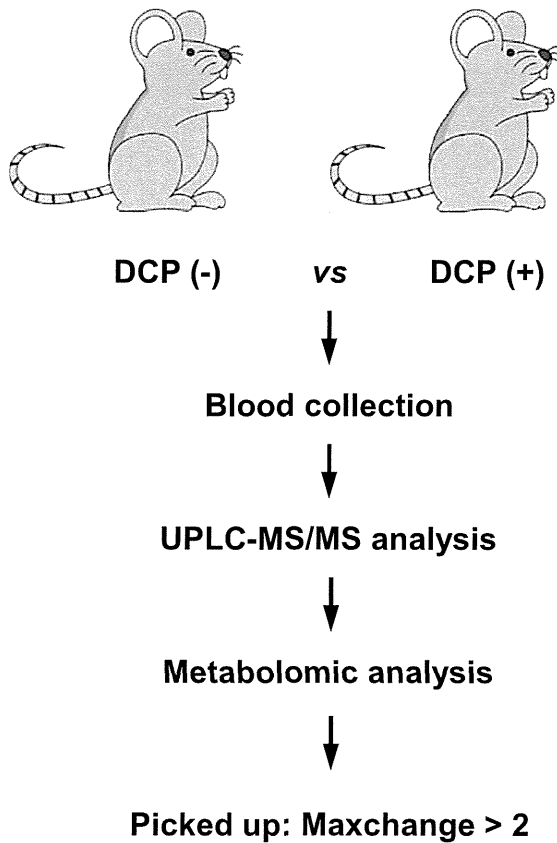 DCP (-) vs DCP (+)
Blood collection
UPLC-MS/MS analysis
Metabolomic analysis
Picked up: Maxchange > 2